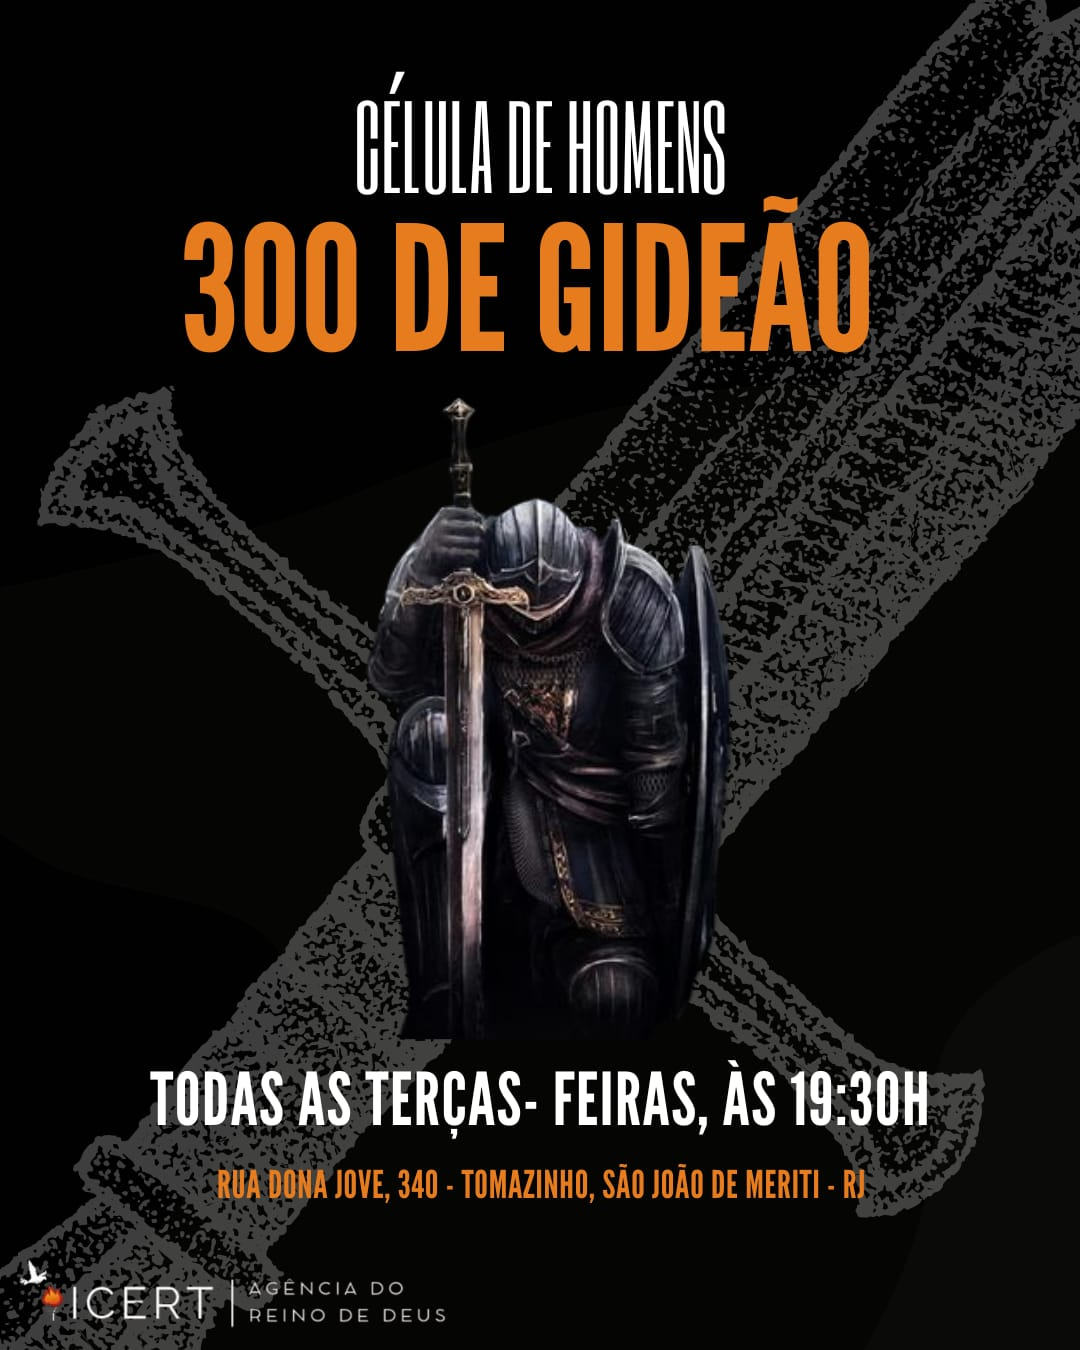 CÉLULA DE HOMENS
300 DE GIDEÃO
TODAS AS TERÇAS- FEIRAS, ÀS 19:30H
RUA DONA JOVE, 340 - TOMAZINHO, SÃO JOÃO DE MERITI - RJ
ICERT
AGÊNCIA DO
REINO DE DEUS